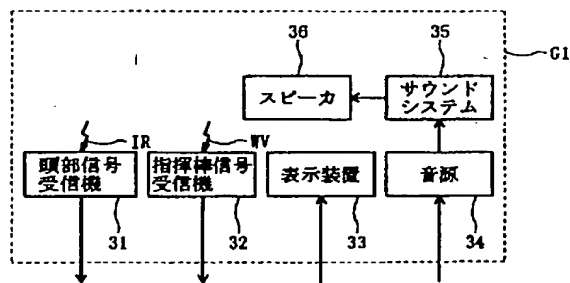 36
35
G1
スピーカ
サウンド
システム
IR
WV
頭部信号
受信機
指揮棒信号
受信機
表示装置
音源
31
32
33
34